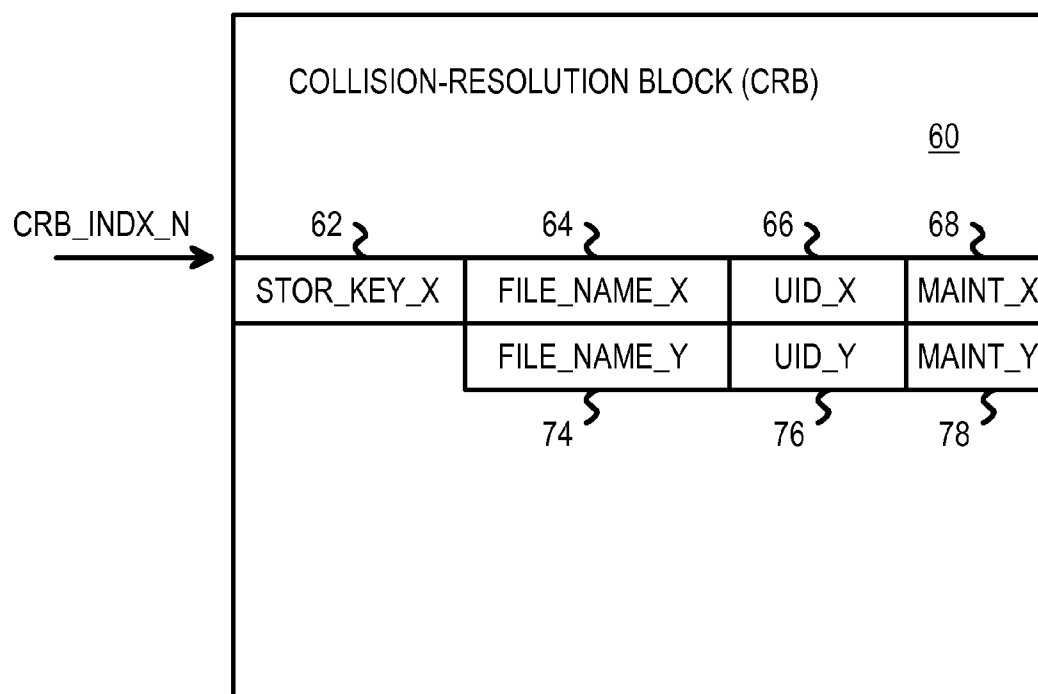 COLLISION-RESOLUTION BLOCK (CRB)
60
CRB_INDX_N
62 64 66 68
STOR_KEY_X FILE_NAME_X UID_X MAINT_X
FILE_NAME_Y UID_Y MAINT_Y
74 76 78